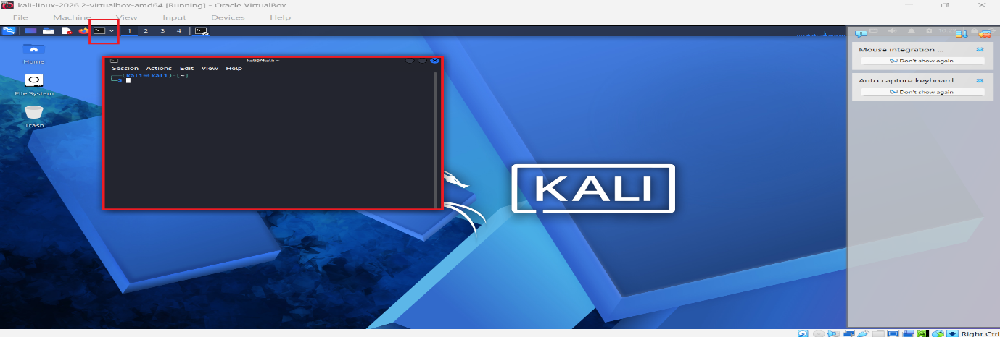 kali-linux-2026.2-virtualbox-amd64 [Running] - Oracle VirtualBox
File Machine View Input Devices Help
1 2 3 4
Home
File System
Trash
kali@kali: ~
Session Actions Edit View Help
┌──(kali㉿kali)-[~]
└─$
KALI
Mouse integration ...
Don't show again
Auto capture keyboard ...
Don't show again
Right Ctrl